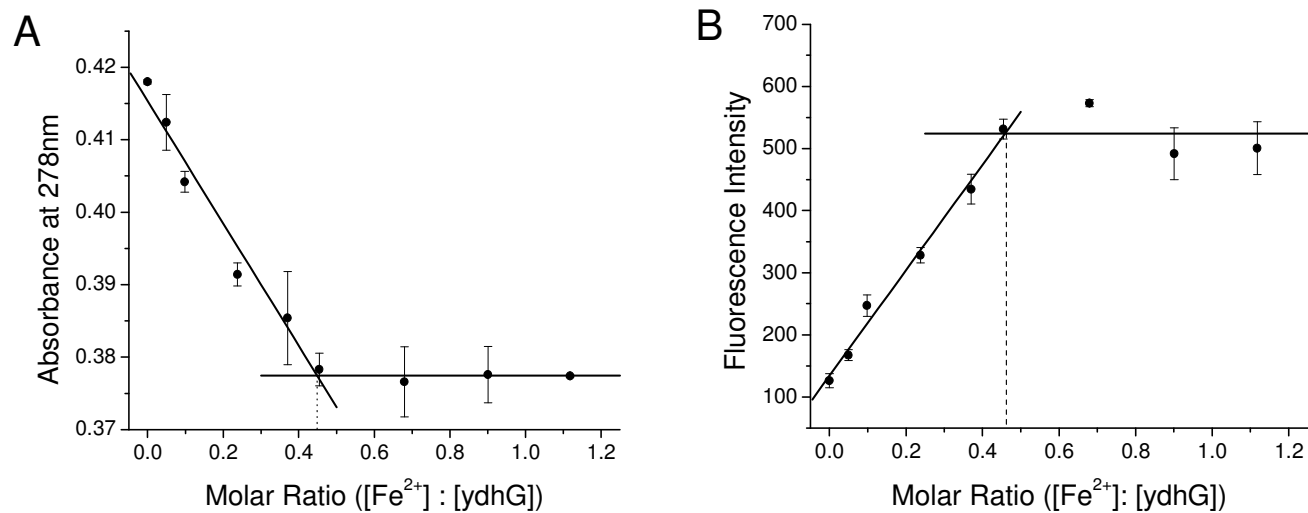 A
Absorbance at 278nm
0.42
0.41
0.40
0.39
0.38
0.37
0.0 0.2 0.4 0.6 0.8 1.0 1.2
Molar Ratio ([Fe²⁺] : [ydhG])
B
Fluorescence Intensity
700
600
500
400
300
200
100
0.0 0.2 0.4 0.6 0.8 1.0 1.2
Molar Ratio ([Fe²⁺]: [ydhG])